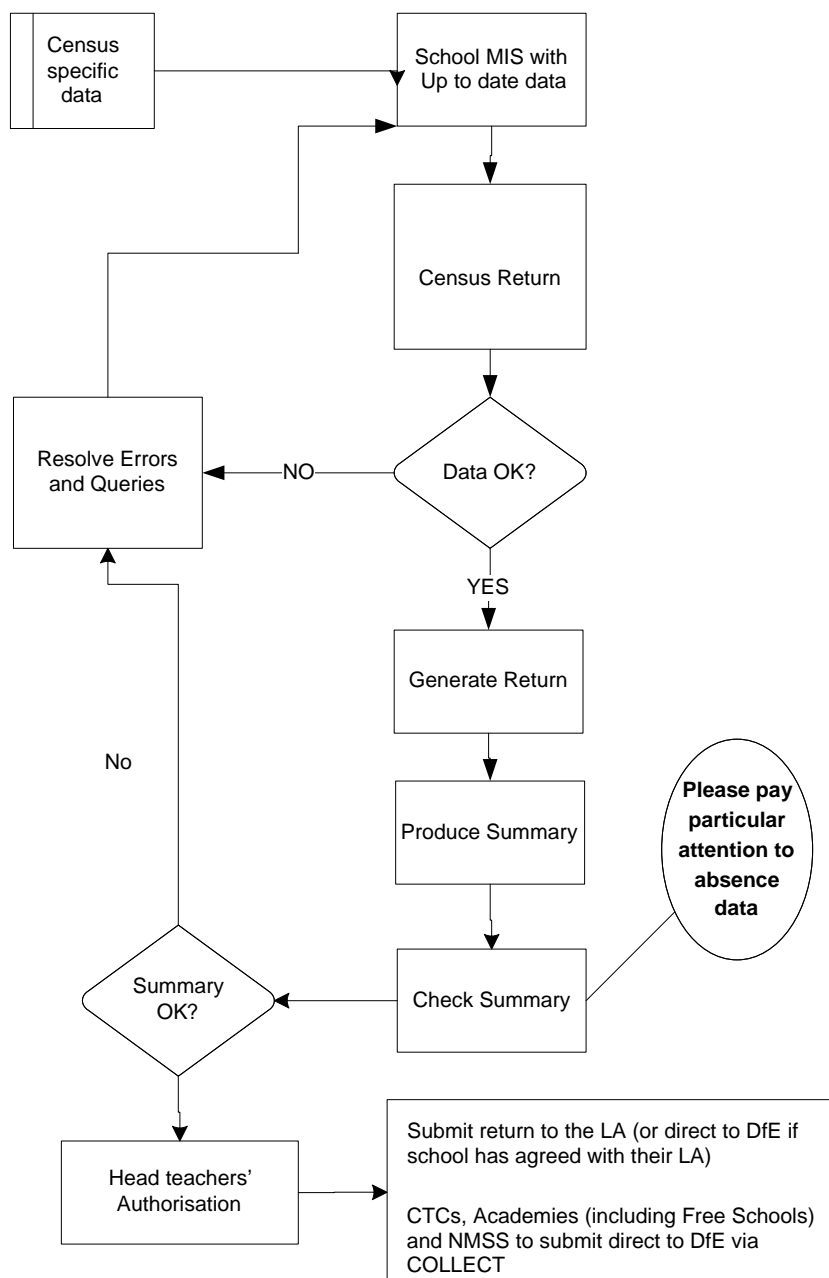 Census
specific
data
School MIS with
Up to date data
Census Return
Resolve Errors
and Queries
NO
Data OK?
YES
Generate Return
No
Produce Summary
Please pay
particular
attention to
absence
data
Summary
OK?
Check Summary
Head teachers'
Authorisation
Submit return to the LA (or direct to DfE if
school has agreed with their LA)
CTCs, Academies (including Free Schools)
and NMSS to submit direct to DfE via
COLLECT